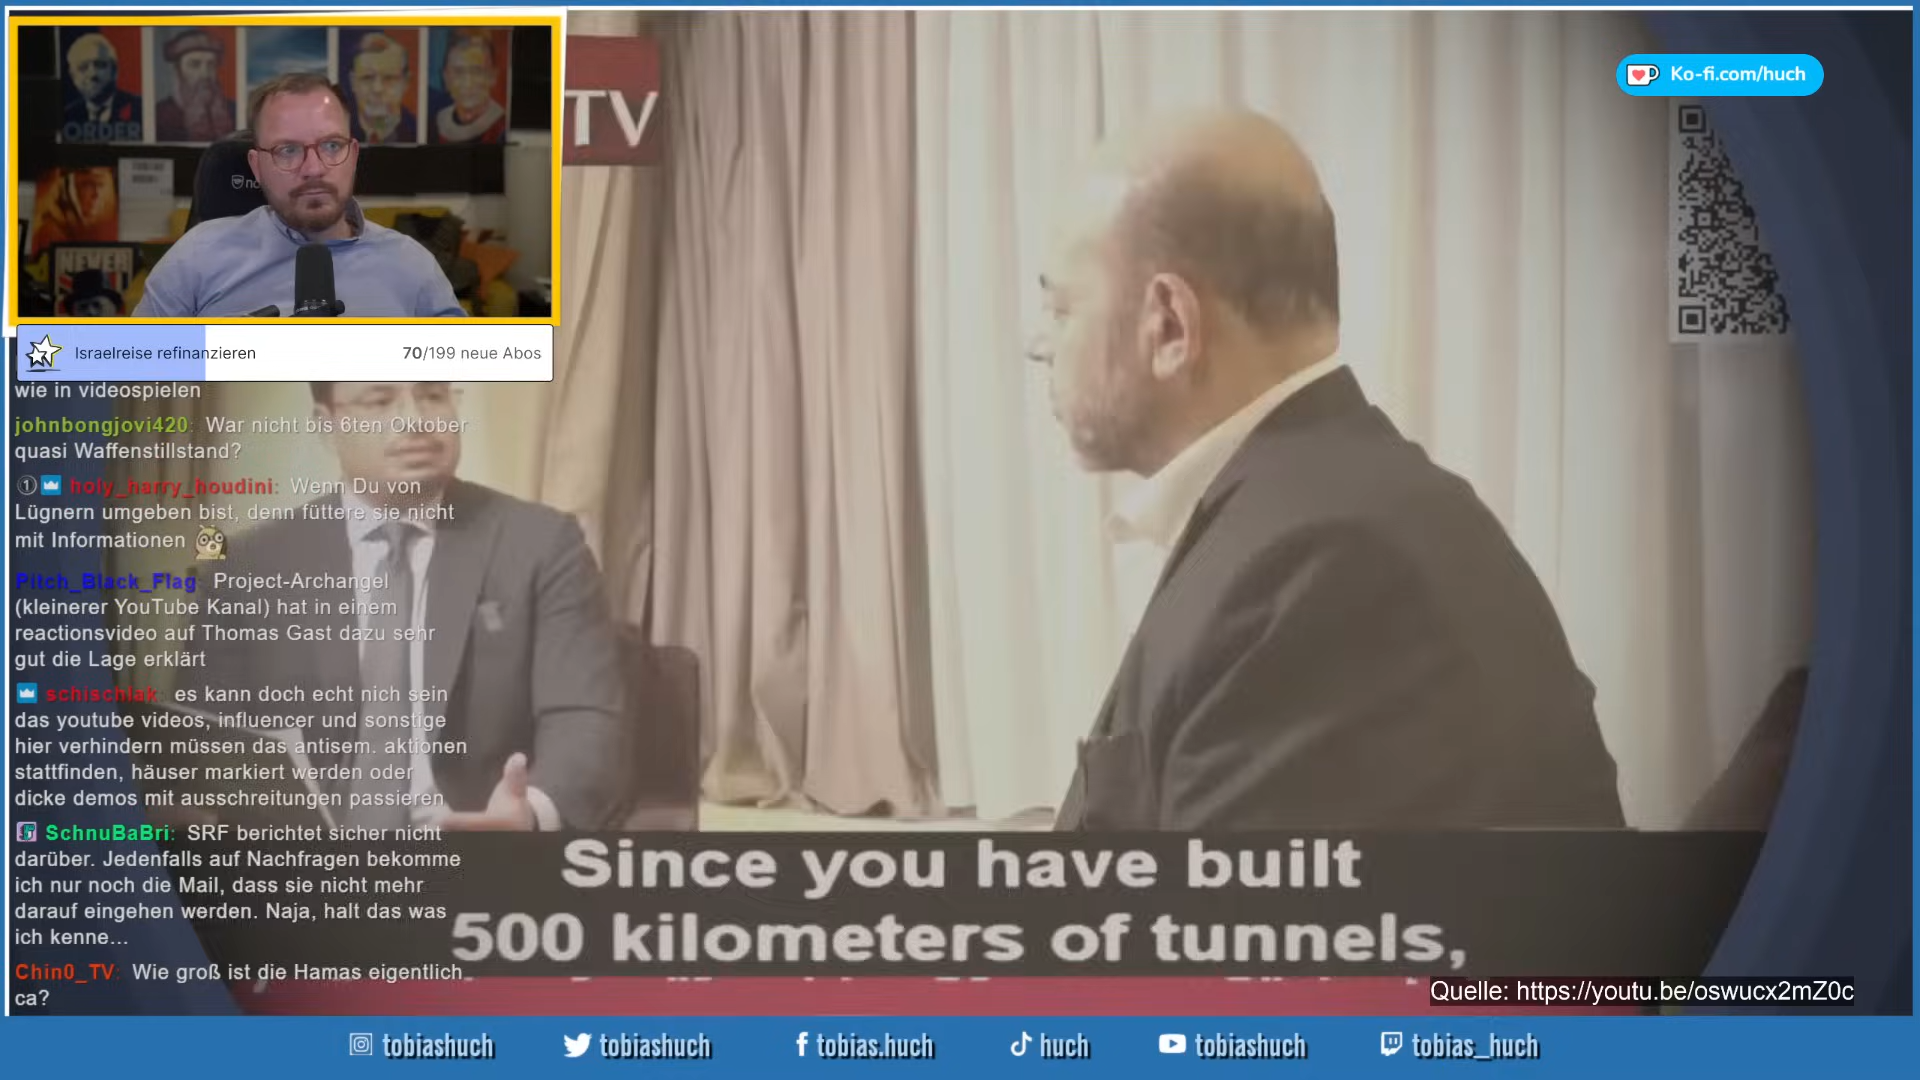 ORDER
NEVER
TV
Ko-fi.com/huch
Israelreise refinanzieren 70/199 neue Abos
wie in videospielen
johnbongjovi420: War nicht bis 6ten Oktober
quasi Waffenstillstand?
holy_harry_houdini: Wenn Du von
Lügnern umgeben bist, denn füttere sie nicht
mit Informationen
Pitch_Black_Flag: Project-Archangel
(kleinerer YouTube Kanal) hat in einem
reactionsvideo auf Thomas Gast dazu sehr
gut die Lage erklärt
schischlak: es kann doch echt nich sein
das youtube videos, influencer und sonstige
hier verhindern müssen das antisem. aktionen
stattfinden, häuser markiert werden oder
dicke demos mit ausschreitungen passieren
SchnuBaBri: SRF berichtet sicher nicht
darüber. Jedenfalls auf Nachfragen bekomme
ich nur noch die Mail, dass sie nicht mehr
darauf eingehen werden. Naja, halt das was
ich kenne...
Chin0_TV: Wie groß ist die Hamas eigentlich
ca?
Since you have built
500 kilometers of tunnels,
Quelle: https://youtu.be/oswucx2mZ0c
tobiashuch tobiashuch tobias.huch huch tobiashuch tobias_huch